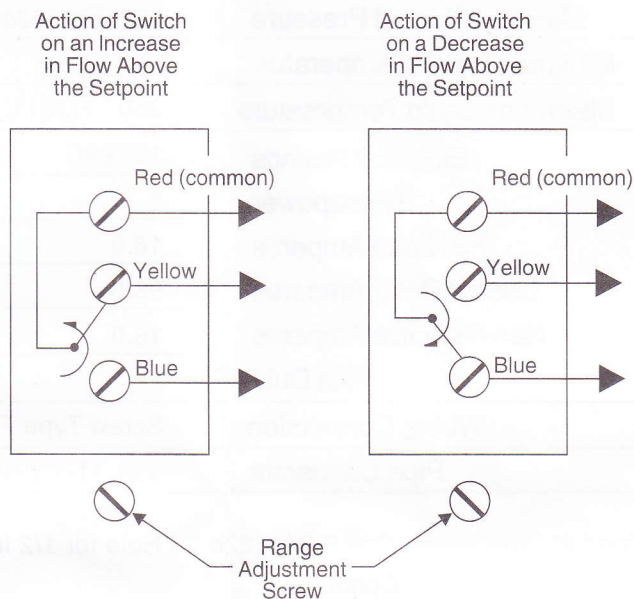 Action of Switch
on an Increase
in Flow Above
the Setpoint
Red (common)
Yellow
Blue
Action of Switch
on a Decrease
in Flow Above
the Setpoint
Red (common)
Yellow
Blue
Range
Adjustment
Screw